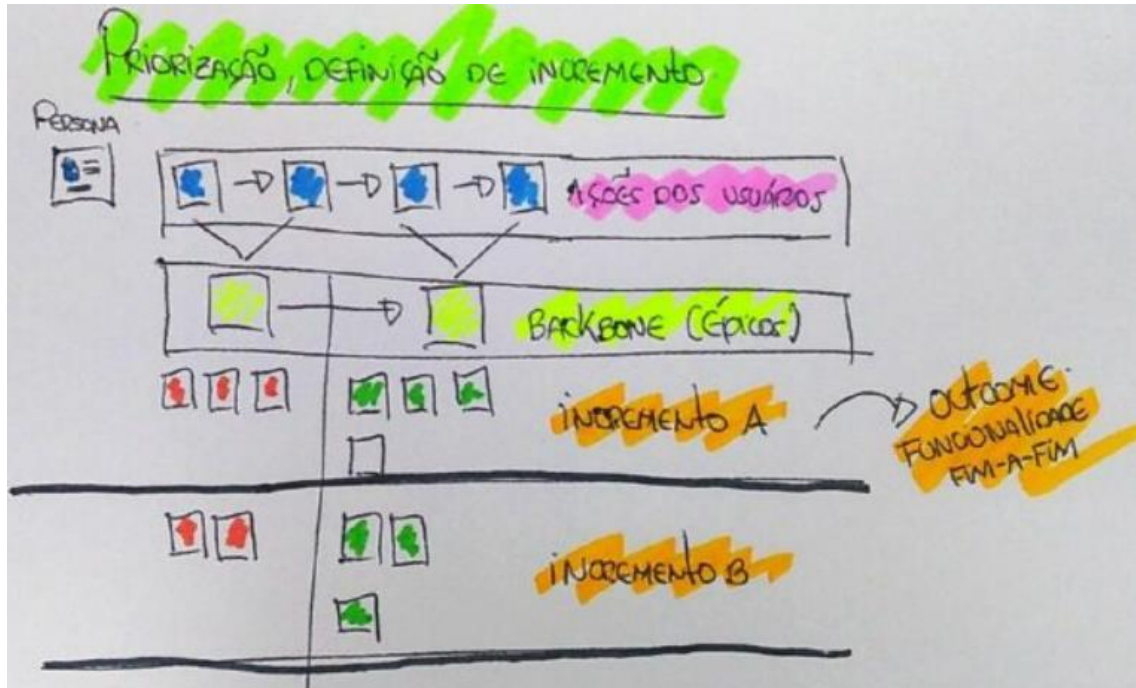 PRIORIZAÇÃO, DEFINIÇÃO DE INCREMENTO
PERSONA
AÇÕES DOS USUÁRIOS
BACKBONE (ÉPICOS)
INCREMENTO A
OUTCOME
FUNCIONALIDADE
FIM-A-FIM
INCREMENTO B